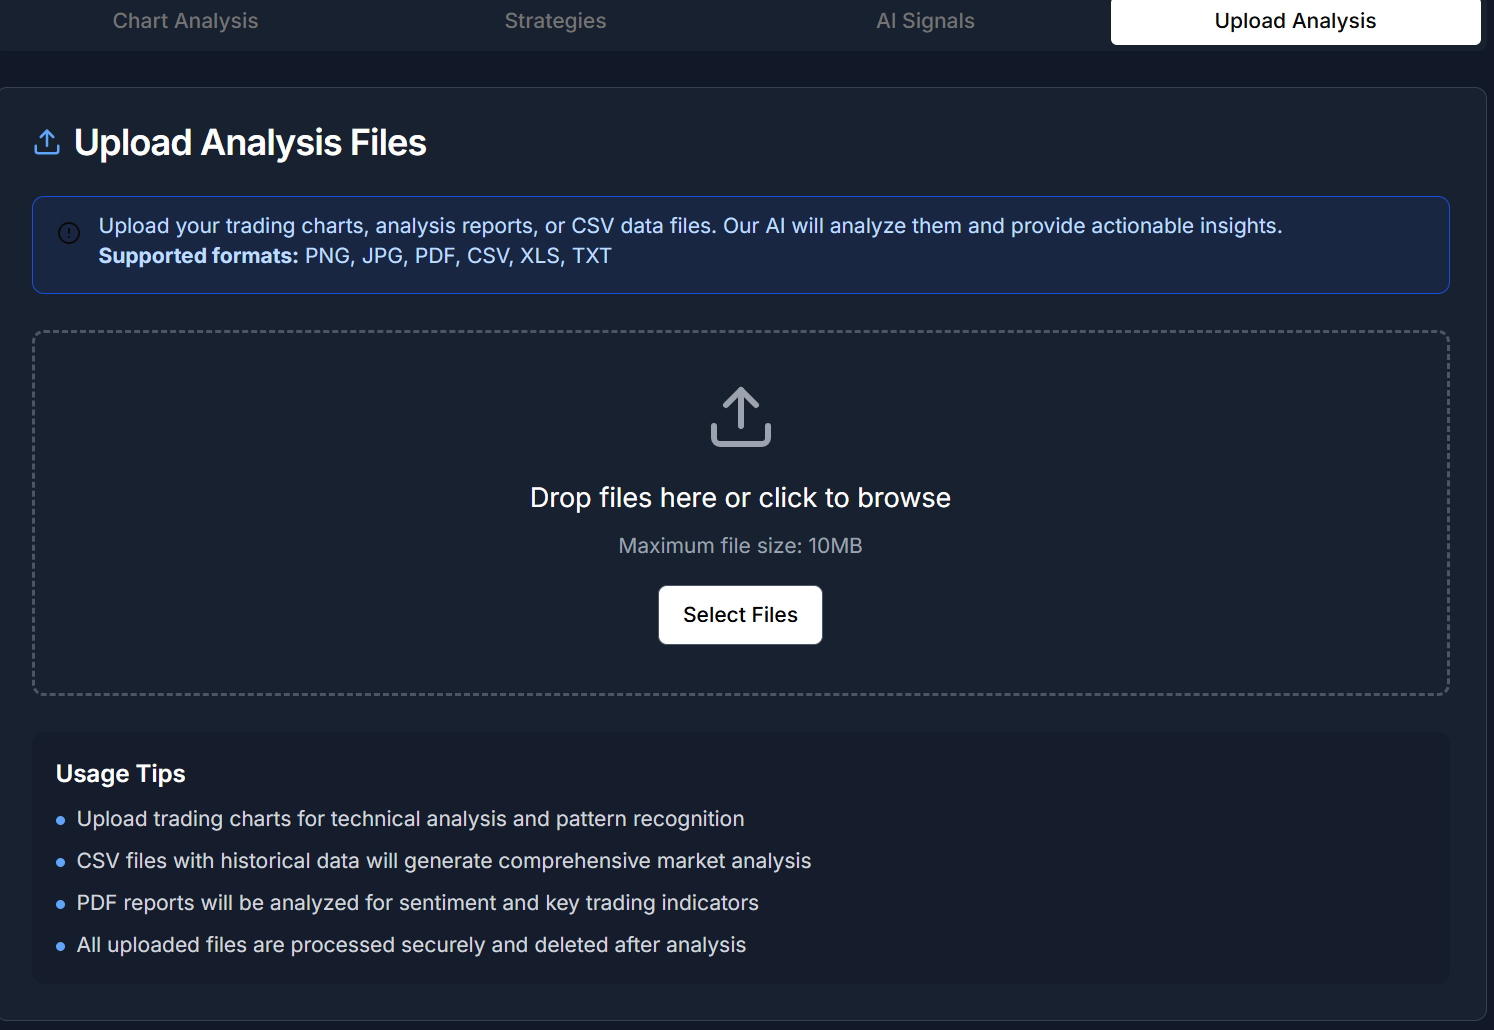 Chart Analysis
Strategies
AI Signals
Upload Analysis
Upload Analysis Files
Upload your trading charts, analysis reports, or CSV data files. Our AI will analyze them and provide actionable insights.
Supported formats: PNG, JPG, PDF, CSV, XLS, TXT
Drop files here or click to browse
Maximum file size: 10MB
Select Files
Usage Tips
Upload trading charts for technical analysis and pattern recognition
CSV files with historical data will generate comprehensive market analysis
PDF reports will be analyzed for sentiment and key trading indicators
All uploaded files are processed securely and deleted after analysis